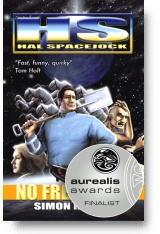 HS
HAL SPACEJOCK
"Fast, funny, quirky"
Tom Holt
NO FR
SIMON
aurealis
awards
FINALIST